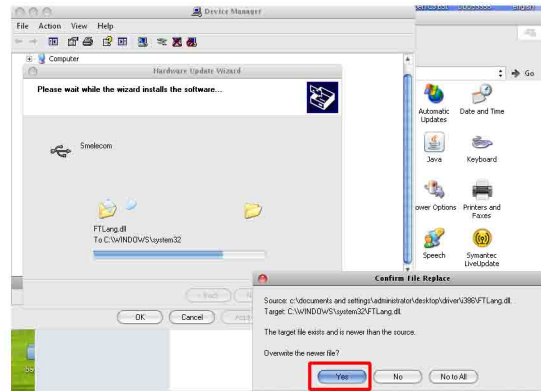 Device Manager
File Action View Help
Computer
Hardware Update Wizard
Please wait while the wizard installs the software...
Smelecom
FTLang.dll
To C:\WINDOWS\system32
OK
Cancel
Go
Automatic Updates
Date and Time
Java
Keyboard
ower Options
Printers and Faxes
Speech
Symantec LiveUpdate
Confirm File Replace
Source: c:\documents and settings\administrator\desktop\driver\i386\FTLang.dll.
Target: C:\WINDOWS\system32\FTLang.dll.
The target file exists and is newer than the source.
Overwrite the newer file?
Yes
No
No to All